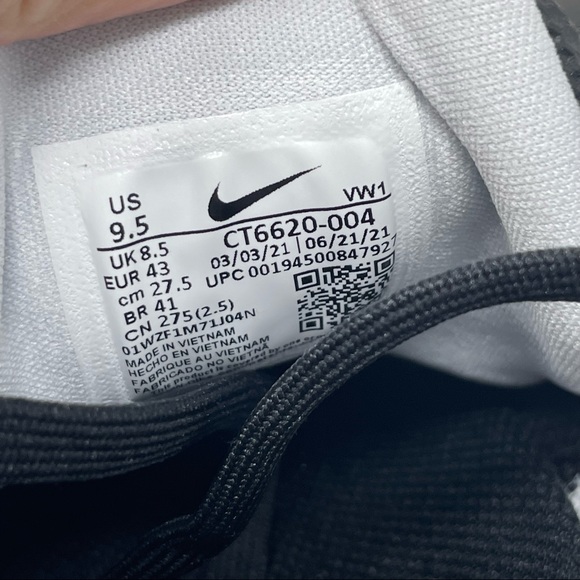 US
9.5
VW1
UK 8.5
CT6620-004
EUR 43
03/03/21 | 06/21/21
cm 27.5
UPC 00194500847927
BR 41
CN 275(2.5)
01WZF1M71J04N
MADE IN VIETNAM
HECHO EN VIETNAM
FABRICADO NO VIETNA
FABRIQUÉ AU VIETNAM